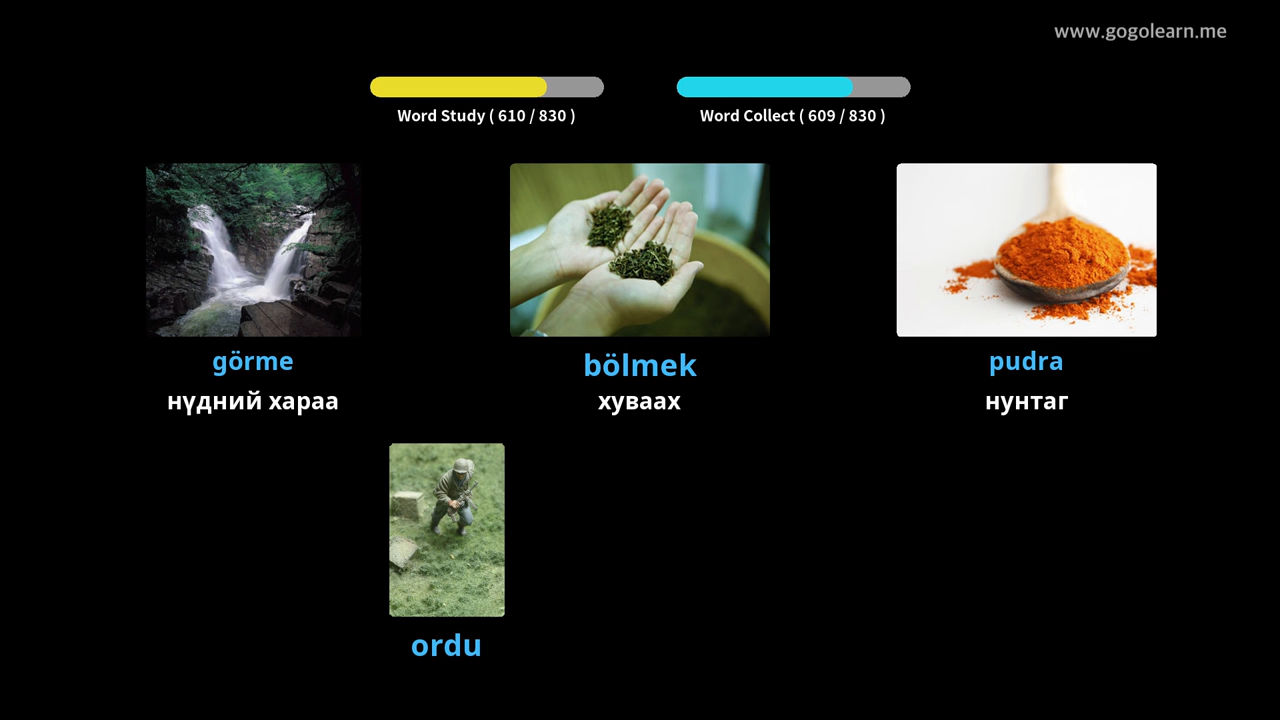 www.gogolearn.me
Word Study ( 610 / 830 )
Word Collect ( 609 / 830 )
görme
bölmek
pudra
нүдний хараа
хуваах
нунтаг
ordu